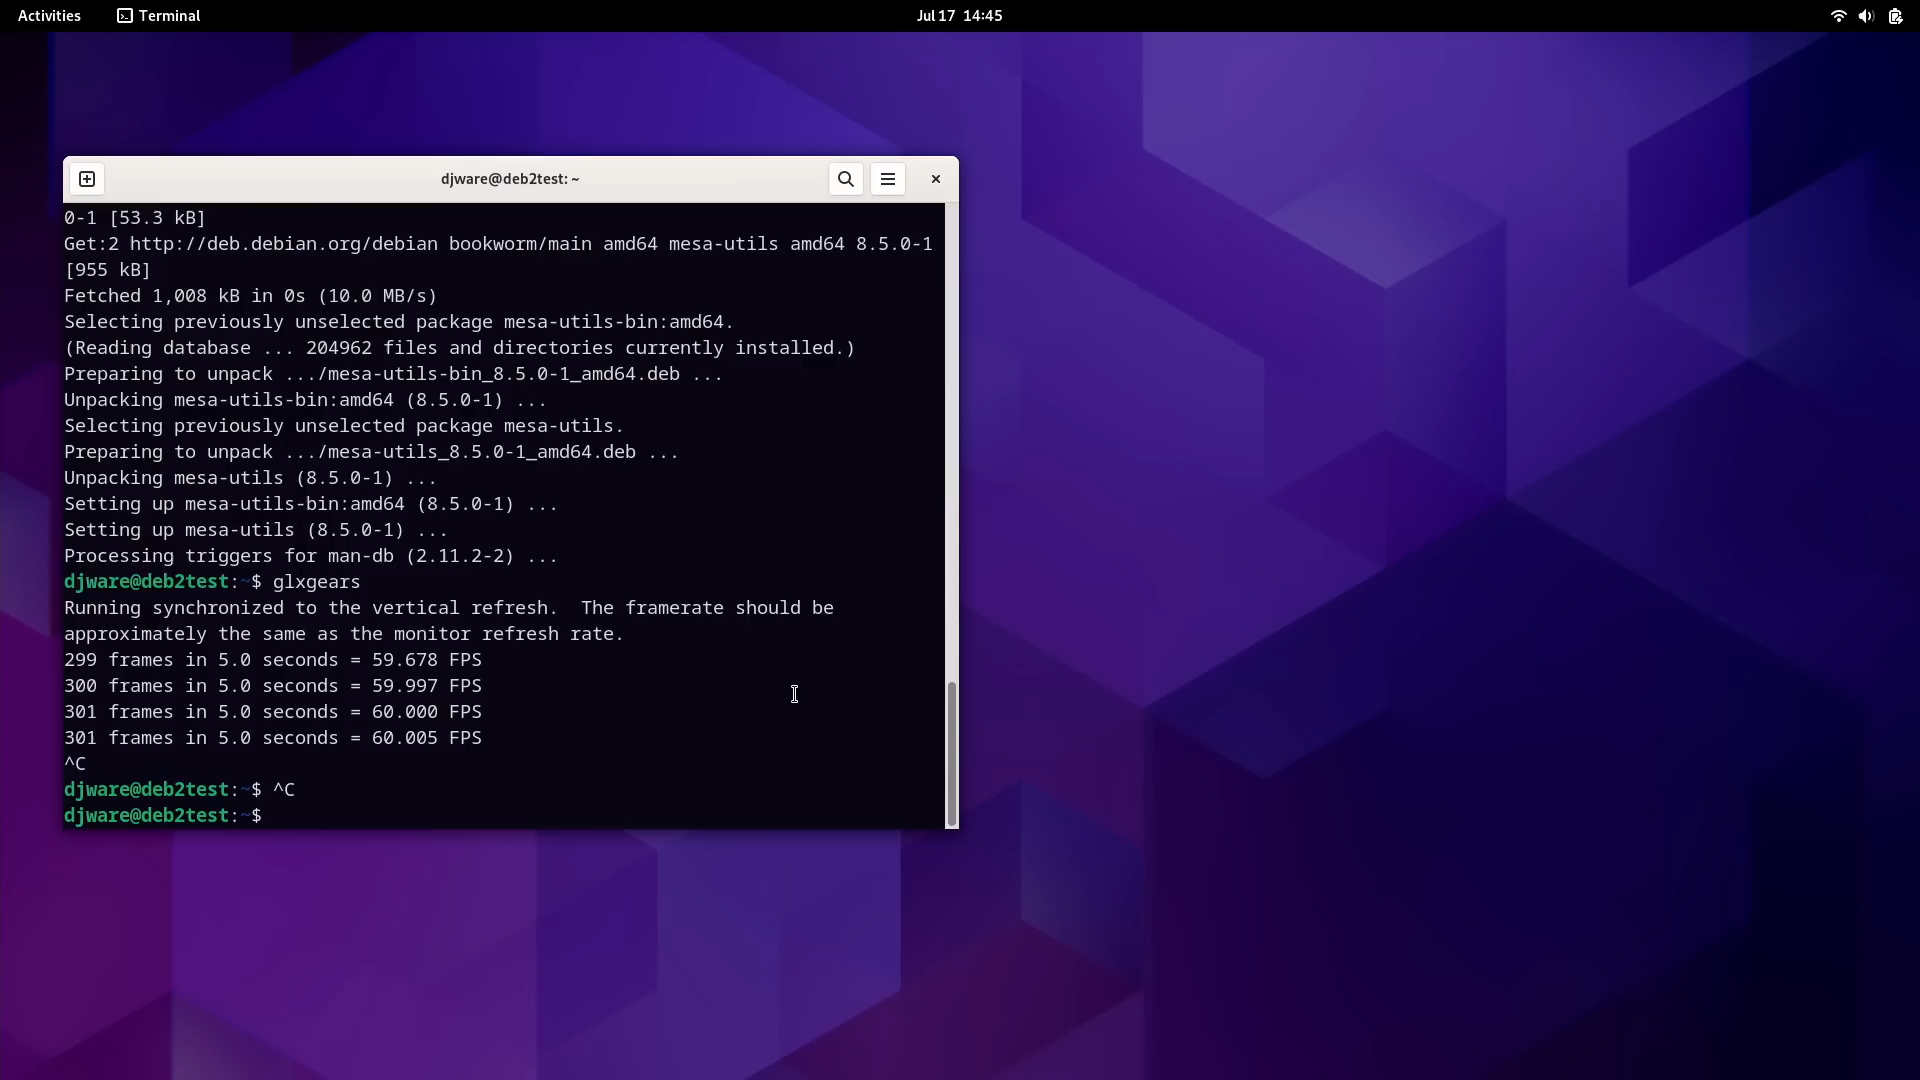 Activities
Terminal
Jul 17 14:45
djware@deb2test: ~
0-1 [53.3 kB]
Get:2 http://deb.debian.org/debian bookworm/main amd64 mesa-utils amd64 8.5.0-1
[955 kB]
Fetched 1,008 kB in 0s (10.0 MB/s)
Selecting previously unselected package mesa-utils-bin:amd64.
(Reading database ... 204962 files and directories currently installed.)
Preparing to unpack .../mesa-utils-bin_8.5.0-1_amd64.deb ...
Unpacking mesa-utils-bin:amd64 (8.5.0-1) ...
Selecting previously unselected package mesa-utils.
Preparing to unpack .../mesa-utils_8.5.0-1_amd64.deb ...
Unpacking mesa-utils (8.5.0-1) ...
Setting up mesa-utils-bin:amd64 (8.5.0-1) ...
Setting up mesa-utils (8.5.0-1) ...
Processing triggers for man-db (2.11.2-2) ...
djware@deb2test:~$ glxgears
Running synchronized to the vertical refresh.  The framerate should be
approximately the same as the monitor refresh rate.
299 frames in 5.0 seconds = 59.678 FPS
300 frames in 5.0 seconds = 59.997 FPS
301 frames in 5.0 seconds = 60.000 FPS
301 frames in 5.0 seconds = 60.005 FPS
^C
djware@deb2test:~$ ^C
djware@deb2test:~$